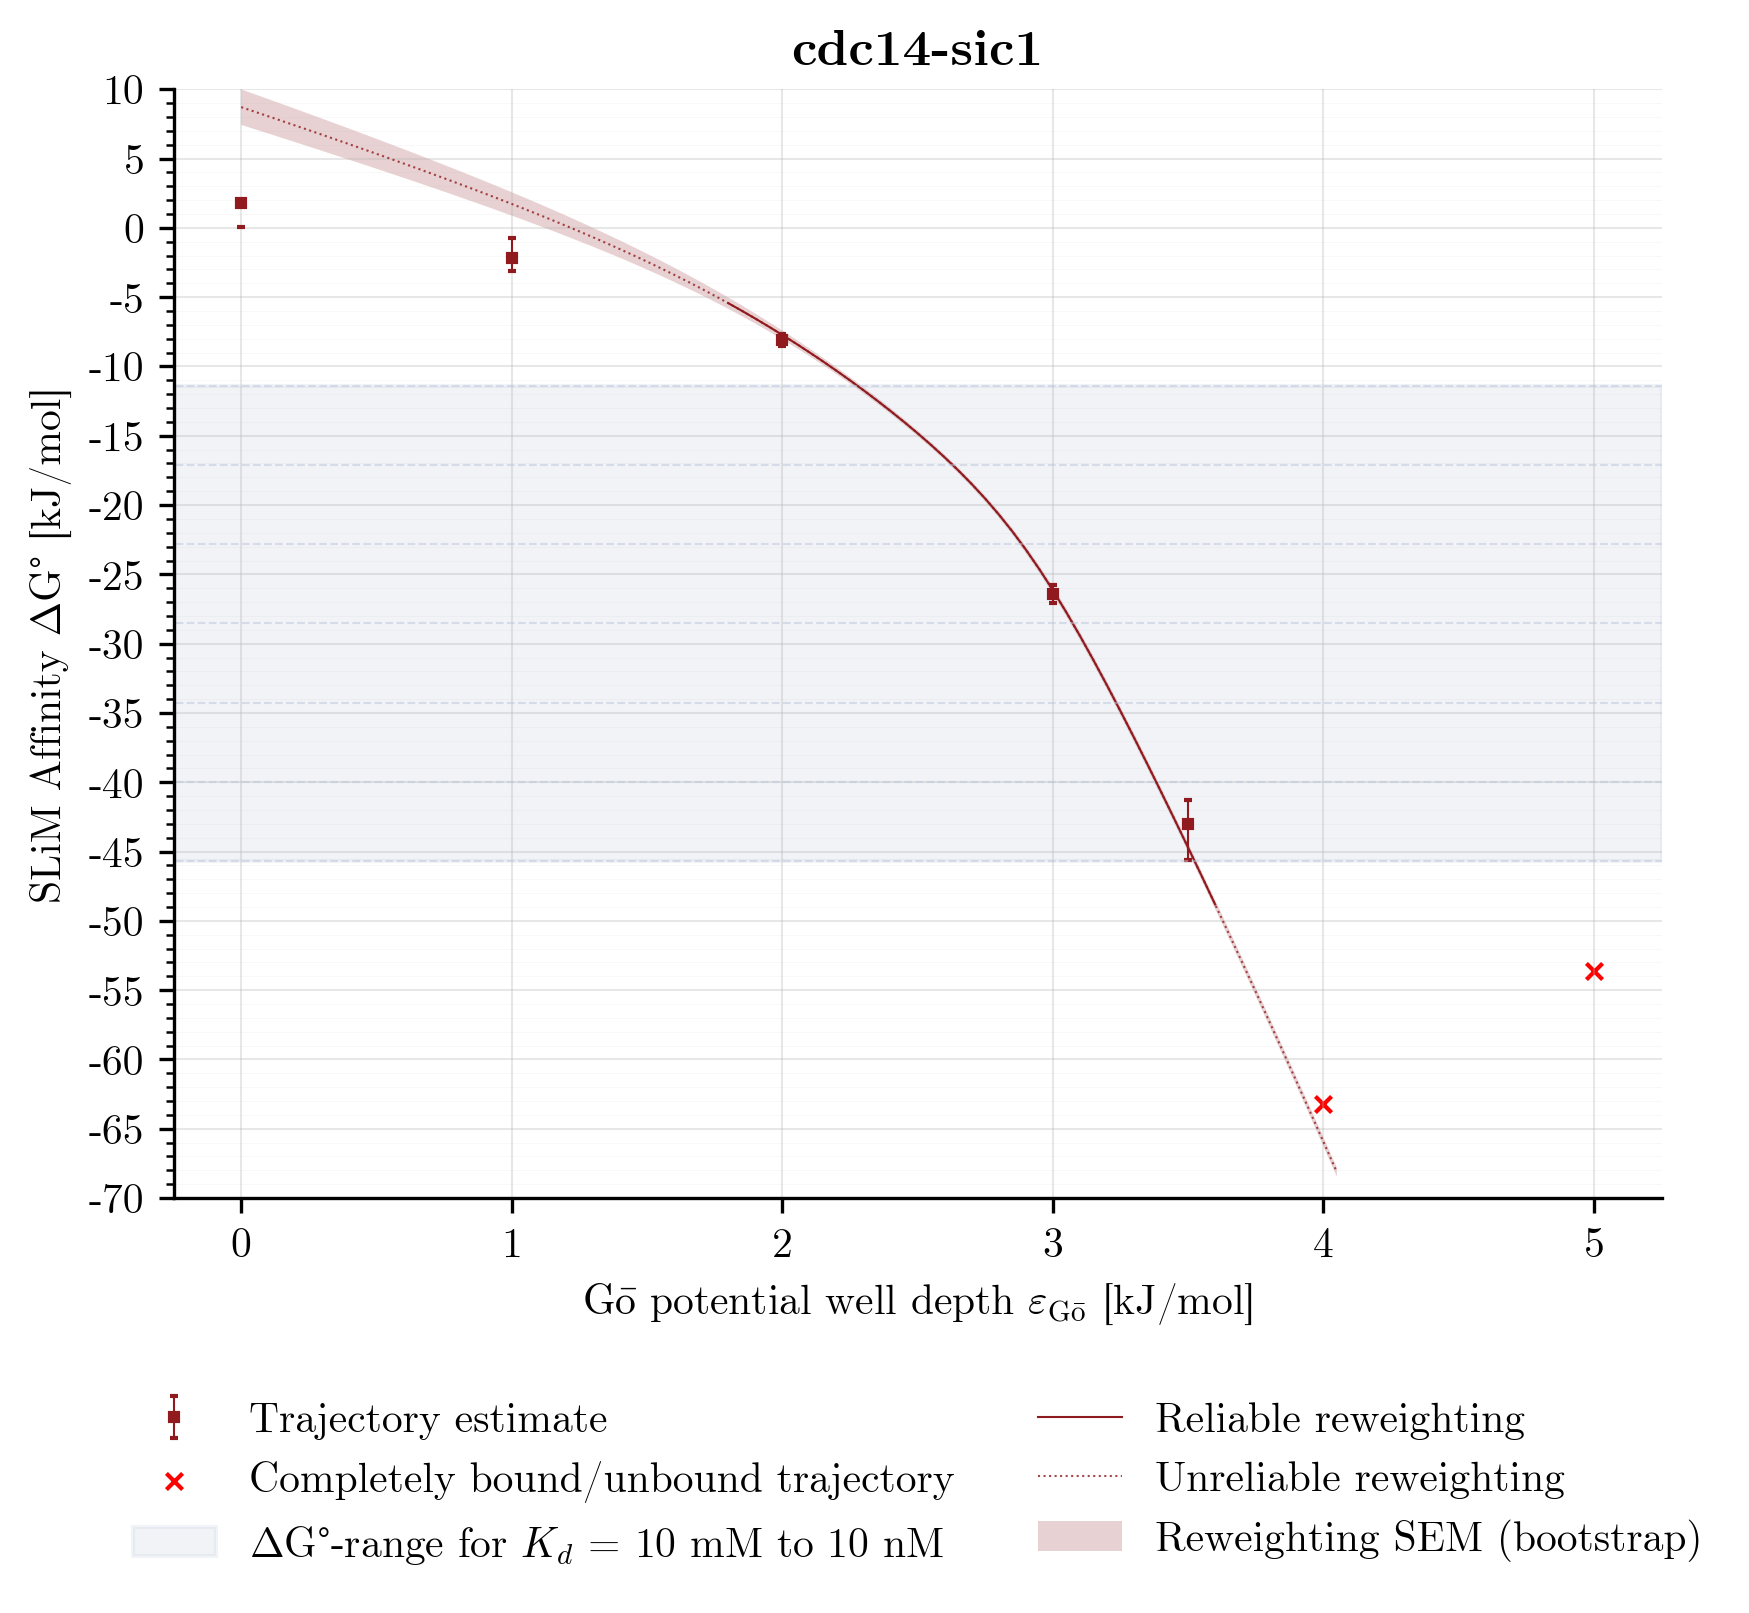 cdc14-sic1
10
5
0
-5
-10
-15
-20
-25
-30
-35
-40
-45
-50
-55
-60
-65
-70
SLiM Affinity ΔG° [kJ/mol]
0 1 2 3 4 5
Gō potential well depth ε_Gō [kJ/mol]
Trajectory estimate
Completely bound/unbound trajectory
ΔG°-range for K_d = 10 mM to 10 nM
Reliable reweighting
Unreliable reweighting
Reweighting SEM (bootstrap)